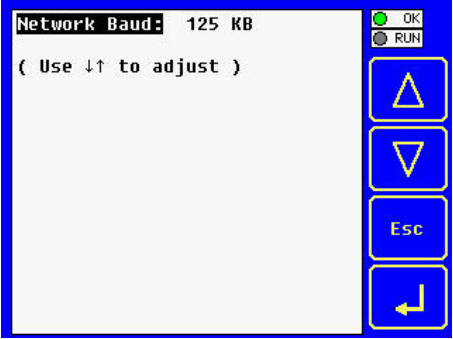 Network Baud: 125 KB
OK
RUN
( Use ↓↑ to adjust )
Esc